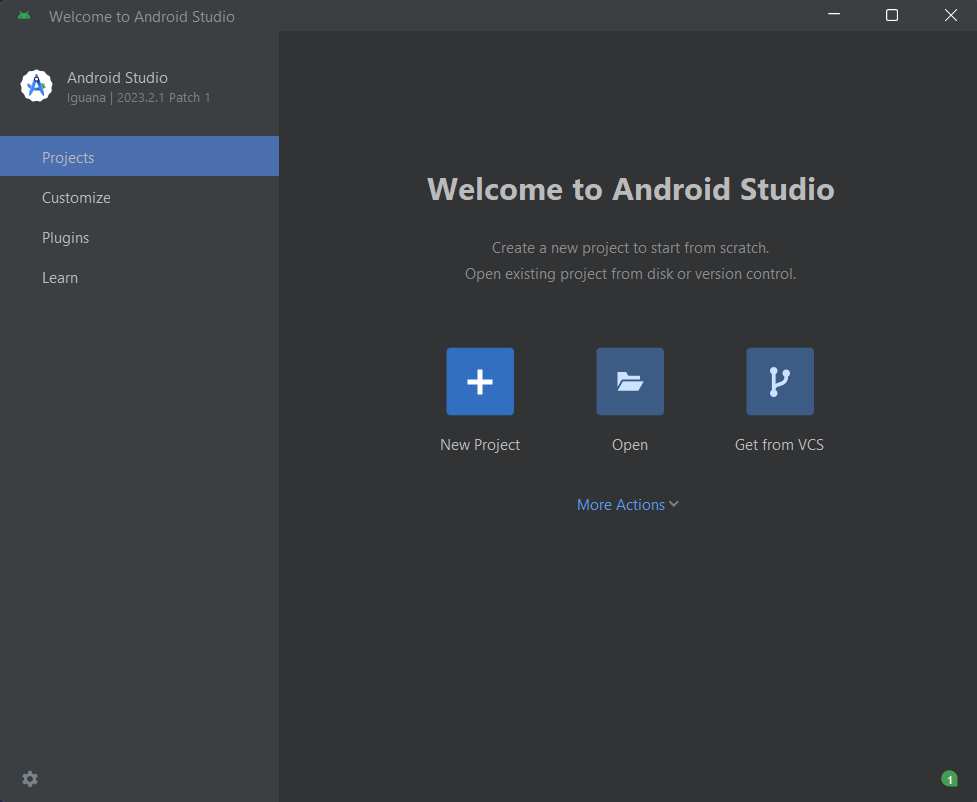 Welcome to Android Studio
Android Studio
Iguana | 2023.2.1 Patch 1
Projects
Customize
Plugins
Learn
Welcome to Android Studio
Create a new project to start from scratch.
Open existing project from disk or version control.
New Project
Open
Get from VCS
More Actions
1